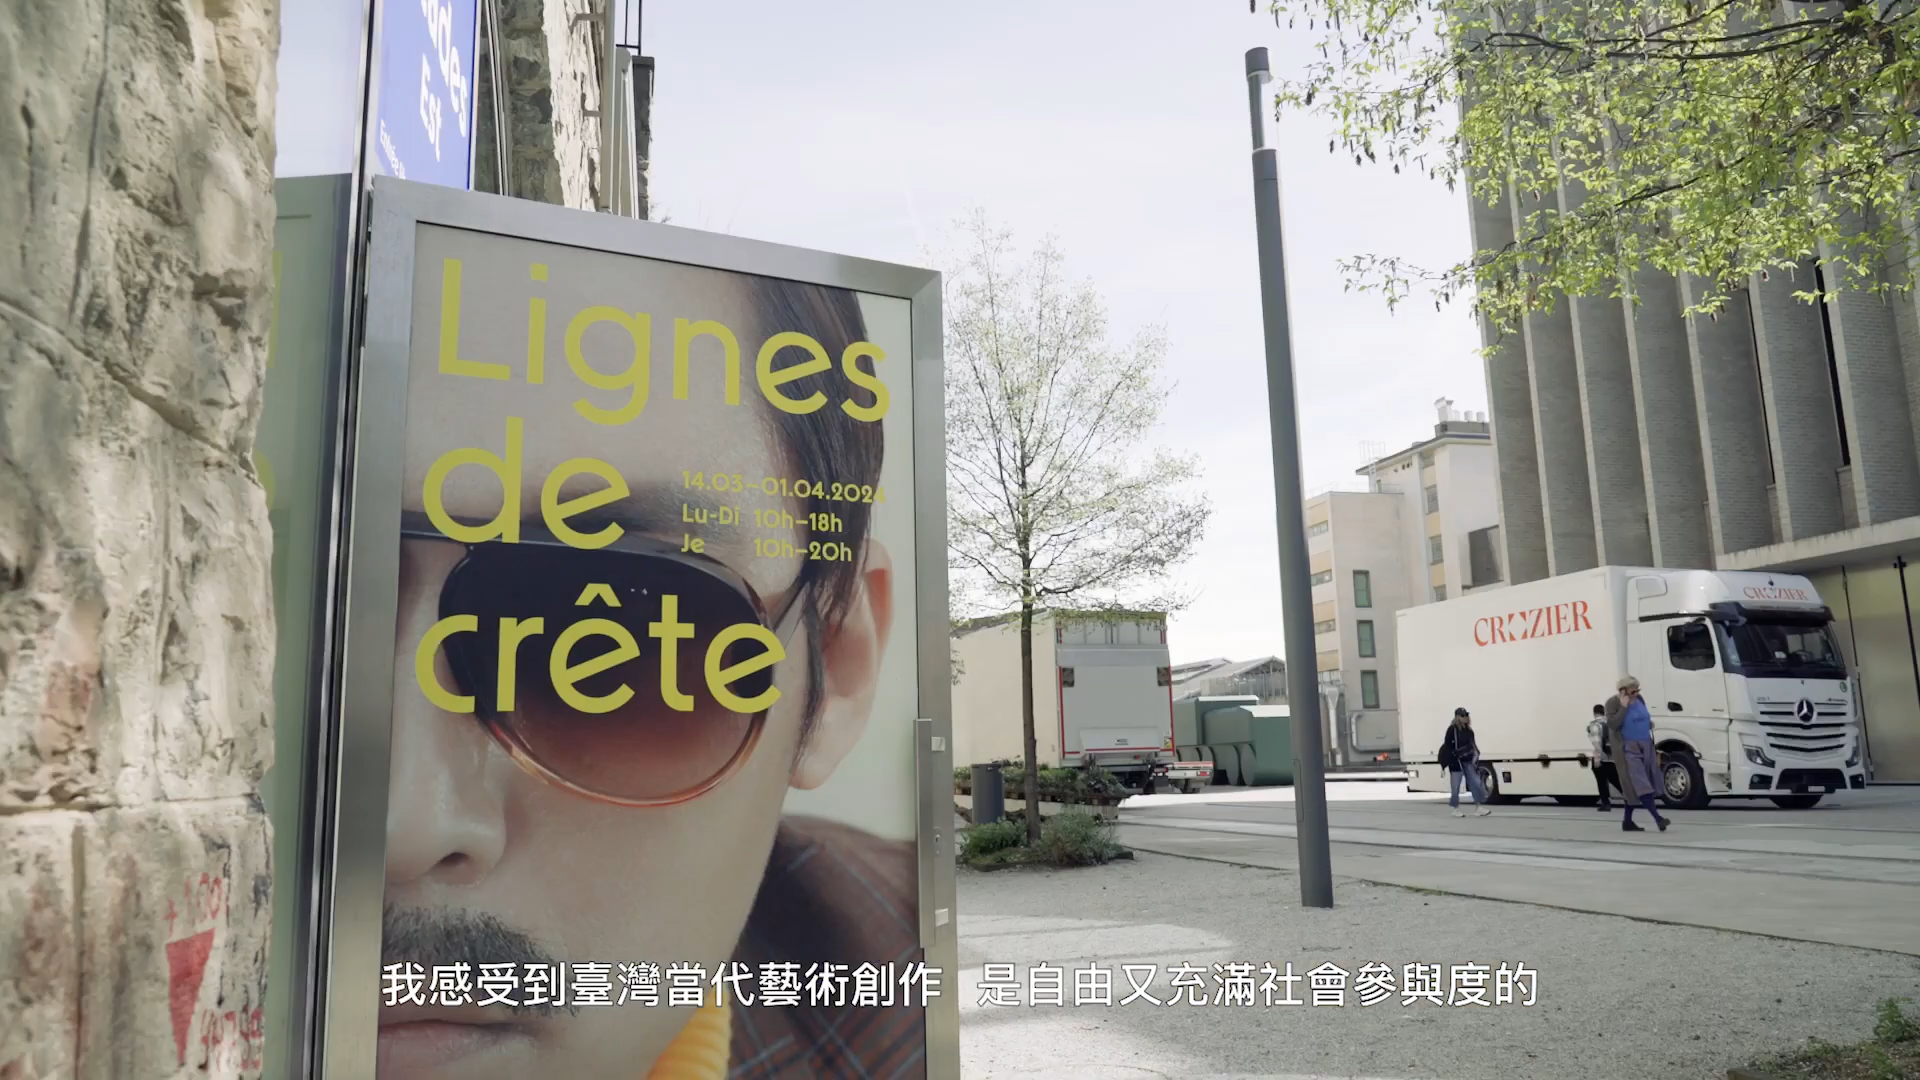 Est
Lignes
de
14.03–01.04.2024
Lu-Di 10h–18h
Je 10h–20h
crête
CROZIER
CROZIER
我感受到臺灣當代藝術創作 是自由又充滿社會參與度的